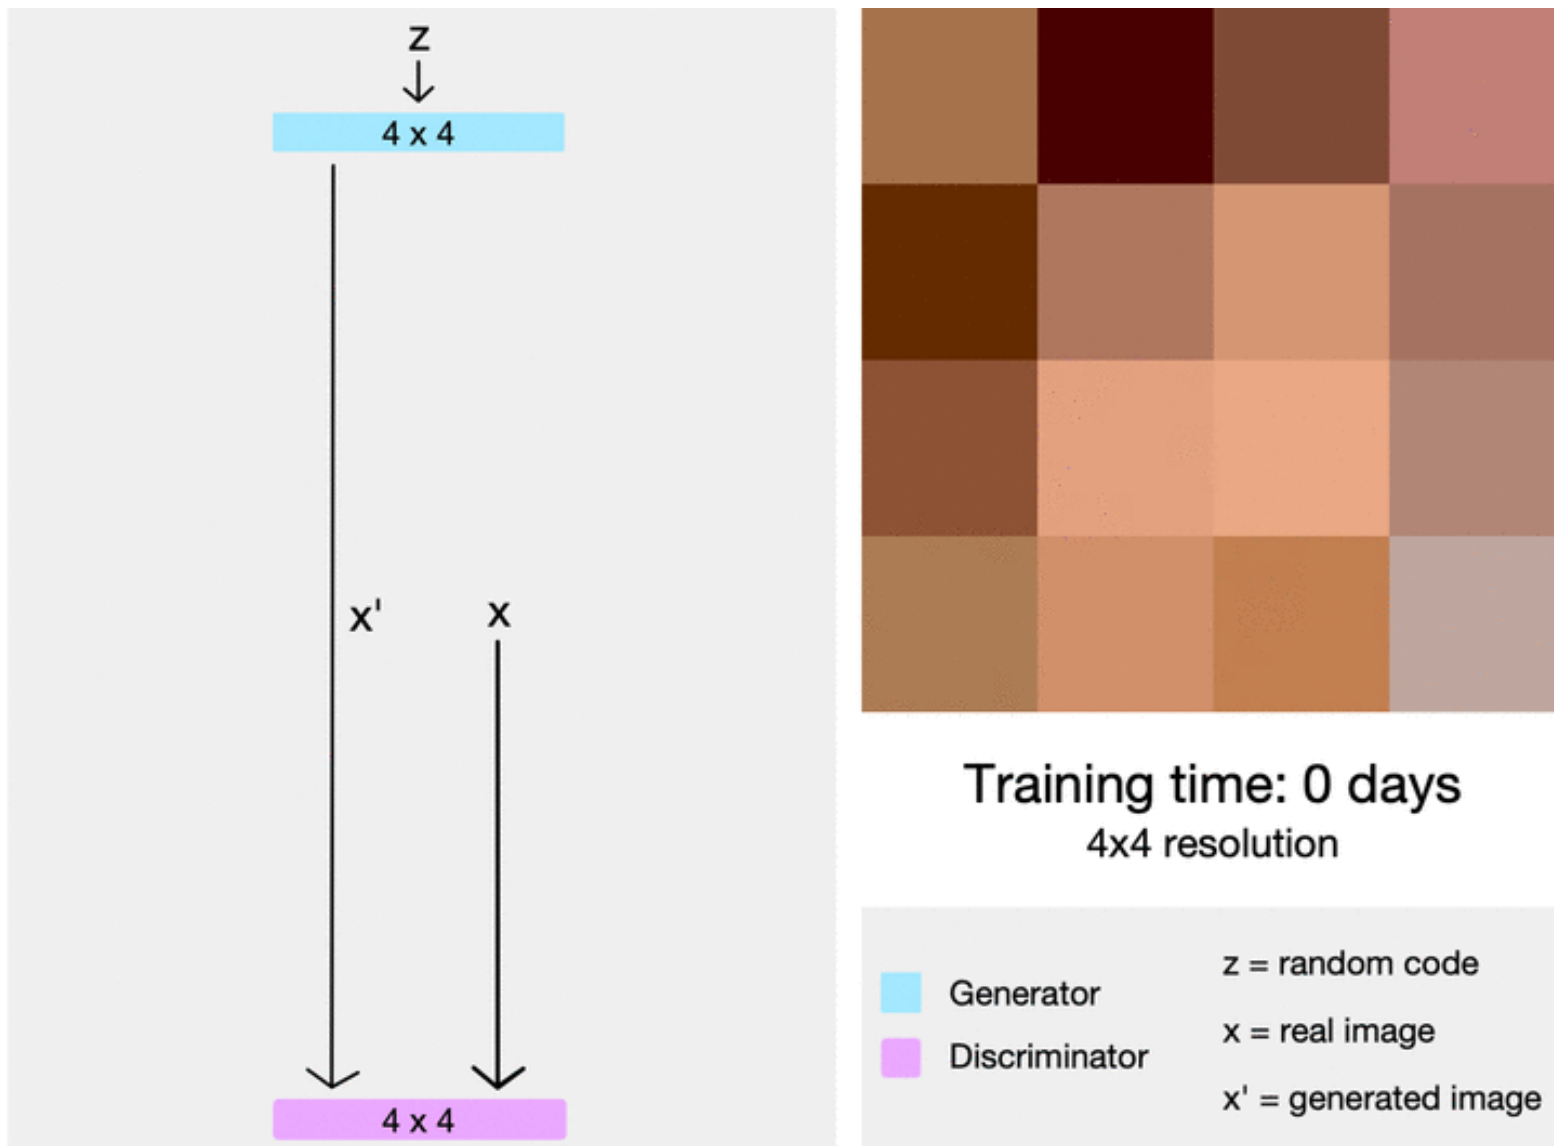 z
4 x 4
x'
x
4 x 4
Training time: 0 days
4x4 resolution
Generator
Discriminator
z = random code
x = real image
x' = generated image